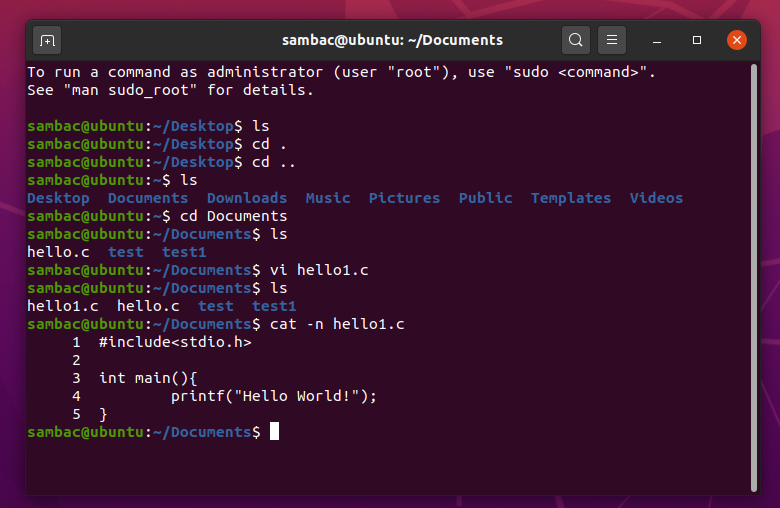 sambac@ubuntu: ~/Documents
To run a command as administrator (user "root"), use "sudo <command>".
See "man sudo_root" for details.
sambac@ubuntu:~/Desktop$ ls
sambac@ubuntu:~/Desktop$ cd .
sambac@ubuntu:~/Desktop$ cd ..
sambac@ubuntu:~$ ls
Desktop  Documents  Downloads  Music  Pictures  Public  Templates  Videos
sambac@ubuntu:~$ cd Documents
sambac@ubuntu:~/Documents$ ls
hello.c  test  test1
sambac@ubuntu:~/Documents$ vi hello1.c
sambac@ubuntu:~/Documents$ ls
hello1.c  hello.c  test  test1
sambac@ubuntu:~/Documents$ cat -n hello1.c
     1  #include<stdio.h>
     2
     3  int main(){
     4          printf("Hello World!");
     5  }
sambac@ubuntu:~/Documents$